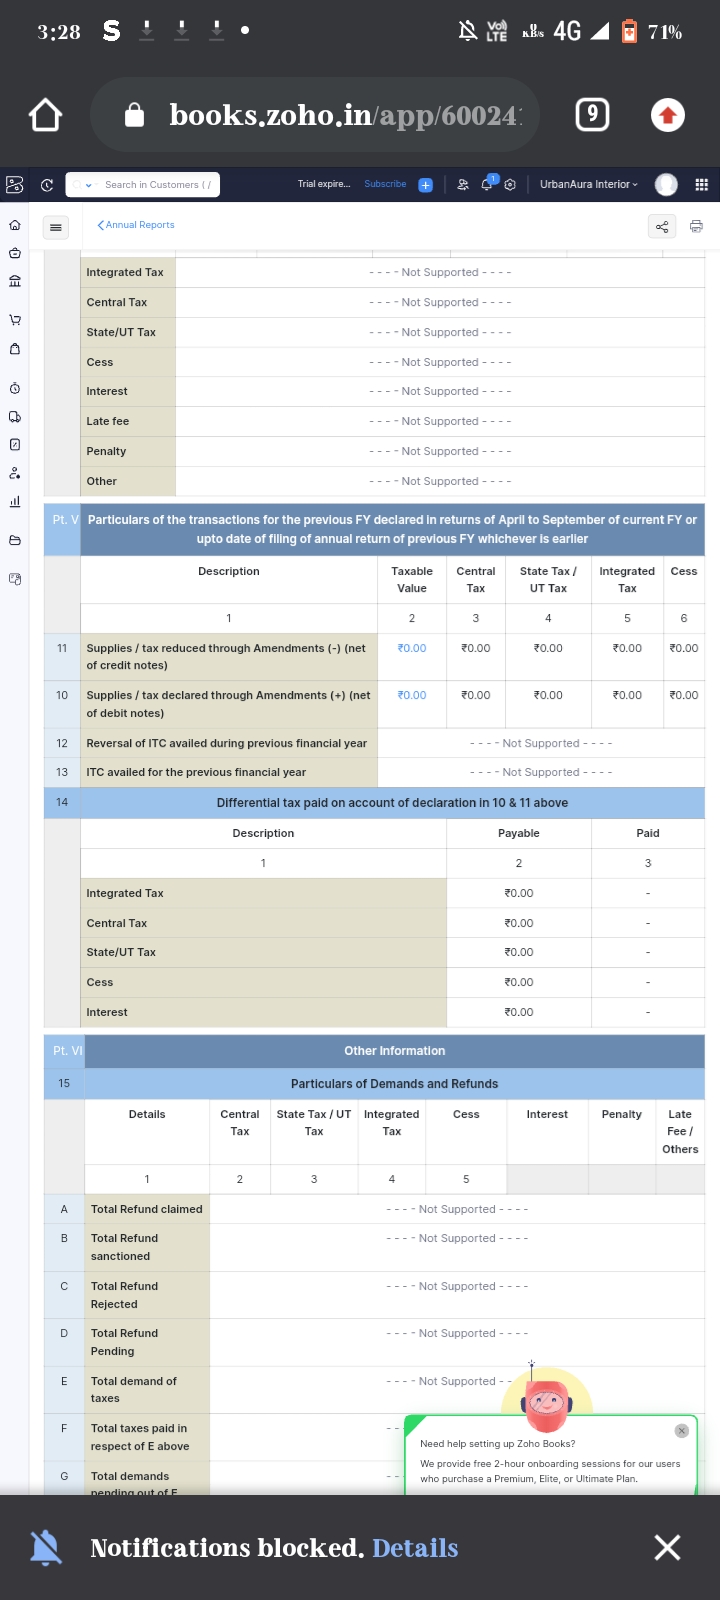 3:28 S Vo) LTE 0 KB/s 4G 71%
books.zoho.in/app/60024 9
Search in Customers ( / Trial expire... Subscribe 1 UrbanAura Interior
Annual Reports
Integrated Tax - - - - Not Supported - - - -
Central Tax - - - - Not Supported - - - -
State/UT Tax - - - - Not Supported - - - -
Cess - - - - Not Supported - - - -
Interest - - - - Not Supported - - - -
Late fee - - - - Not Supported - - - -
Penalty - - - - Not Supported - - - -
Other - - - - Not Supported - - - -
Pt. V Particulars of the transactions for the previous FY declared in returns of April to September of current FY or
upto date of filing of annual return of previous FY whichever is earlier
Description Taxable Central State Tax / Integrated Cess
Value Tax UT Tax Tax
1 2 3 4 5 6
11 Supplies / tax reduced through Amendments (-) (net ₹0.00 ₹0.00 ₹0.00 ₹0.00 ₹0.00
of credit notes)
10 Supplies / tax declared through Amendments (+) (net ₹0.00 ₹0.00 ₹0.00 ₹0.00 ₹0.00
of debit notes)
12 Reversal of ITC availed during previous financial year - - - - Not Supported - - - -
13 ITC availed for the previous financial year - - - - Not Supported - - - -
14 Differential tax paid on account of declaration in 10 & 11 above
Description Payable Paid
1 2 3
Integrated Tax ₹0.00 -
Central Tax ₹0.00 -
State/UT Tax ₹0.00 -
Cess ₹0.00 -
Interest ₹0.00 -
Pt. VI Other Information
15 Particulars of Demands and Refunds
Details Central State Tax / UT Integrated Cess Interest Penalty Late
Tax Tax Tax Fee /
Others
1 2 3 4 5
A Total Refund claimed - - - - Not Supported - - - -
B Total Refund - - - - Not Supported - - - -
sanctioned
C Total Refund - - - - Not Supported - - - -
Rejected
D Total Refund - - - - Not Supported - - - -
Pending
E Total demand of - - - - Not Supported - - - -
taxes
F Total taxes paid in - -
respect of E above
G Total demands
pending out of E
Need help setting up Zoho Books?
We provide free 2-hour onboarding sessions for our users
who purchase a Premium, Elite, or Ultimate Plan.
Notifications blocked. Details